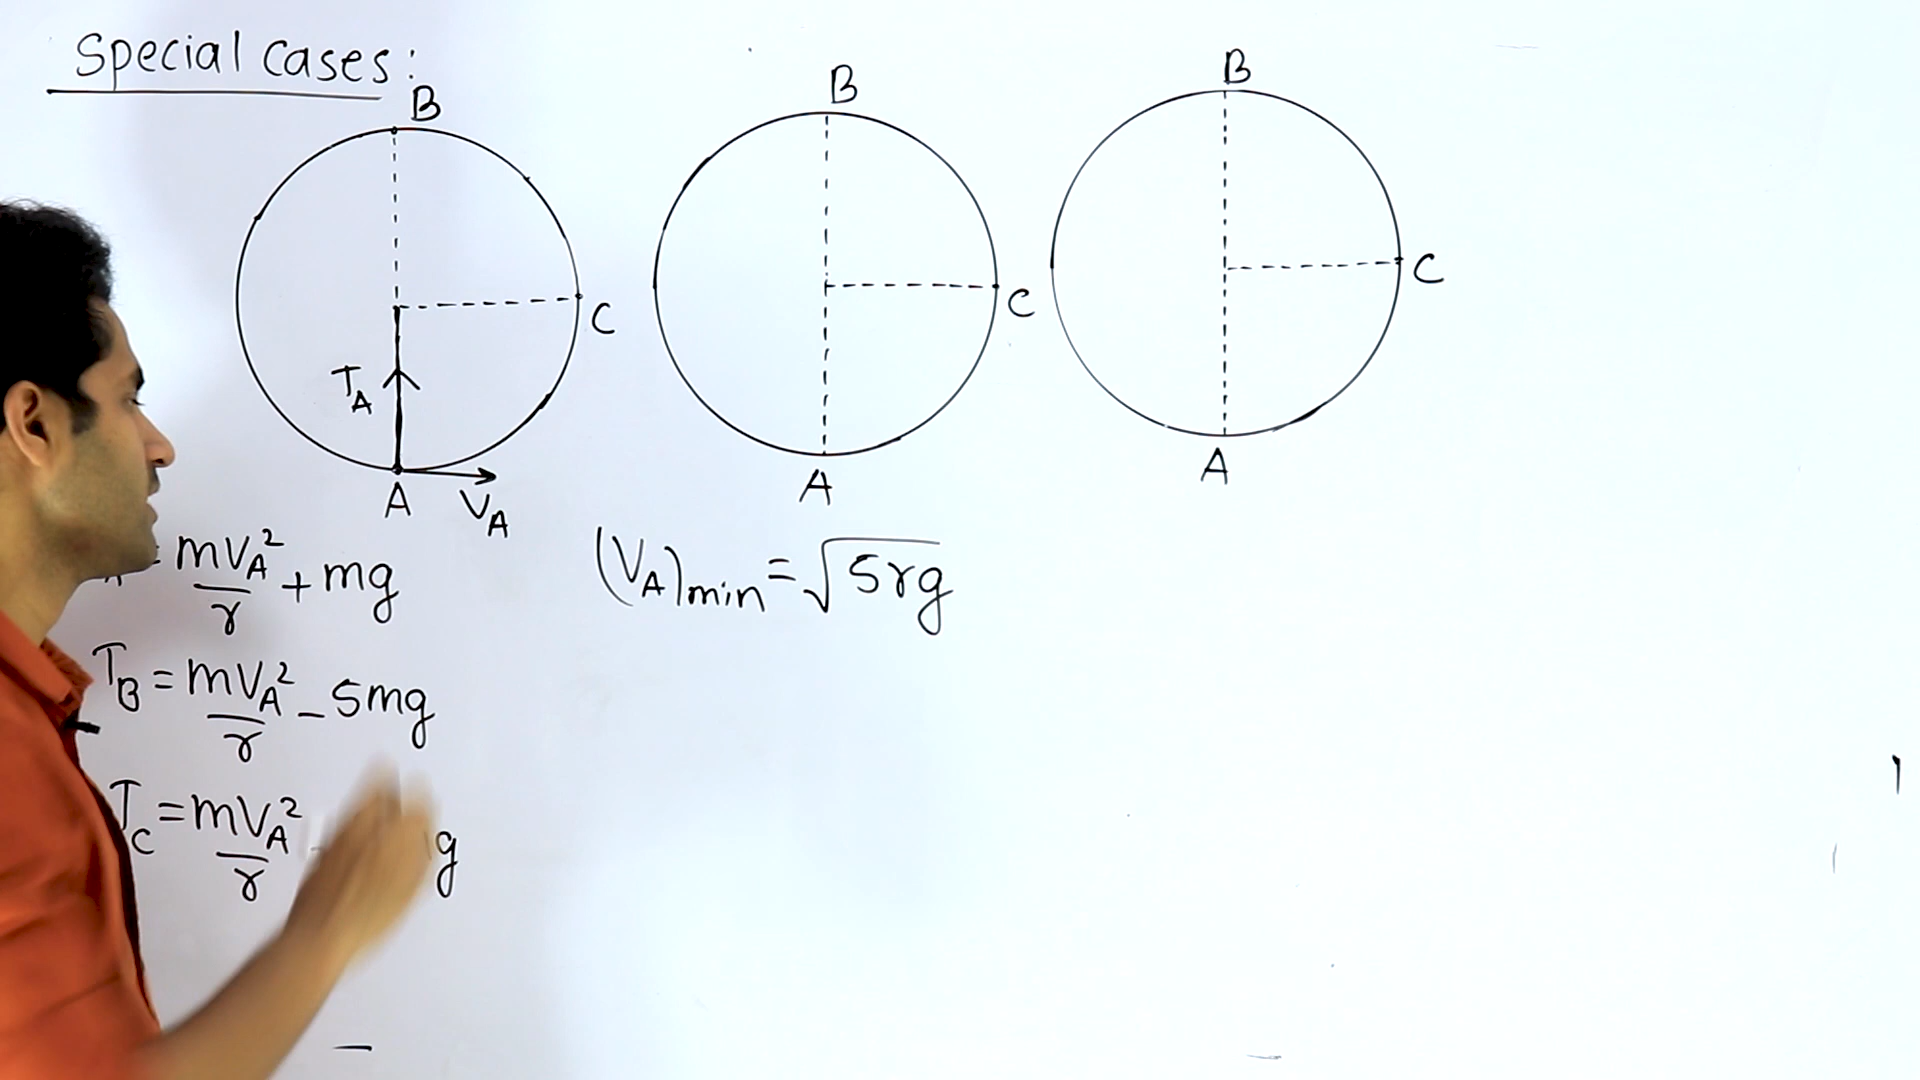 Special Cases:
B
C
T_A
A
V_A
B
C
A
B
C
A
= mV_A²/r + mg
T_B = mV_A²/r - 5mg
T_C = mV_A²/r g
(V_A)min = √5rg